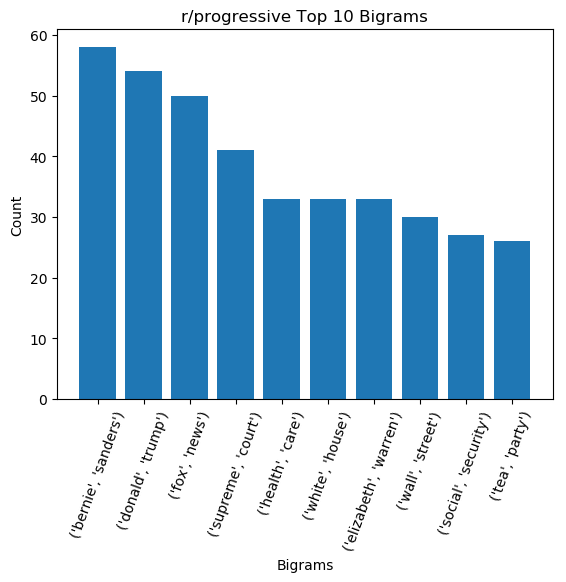 r/progressive Top 10 Bigrams
60
50
40
30
20
10
0
Count
('bernie', 'sanders')
('donald', 'trump')
('fox', 'news')
('supreme', 'court')
('health', 'care')
('white', 'house')
('elizabeth', 'warren')
('wall', 'street')
('social', 'security')
('tea', 'party')
Bigrams